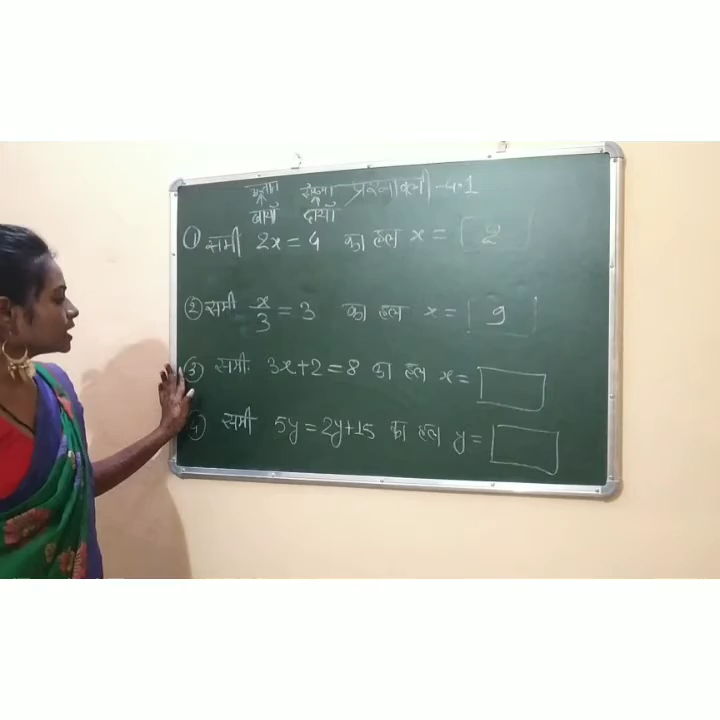 प्रश्नावली - 4.1
बायाँ दायाँ
① समी 2x = 4 का हल x = 2
② समी x/3 = 3 का हल x = 9
③ समी: 3x+2 = 8 का हल x =
④ समी 5y = 2y+15 का हल y =